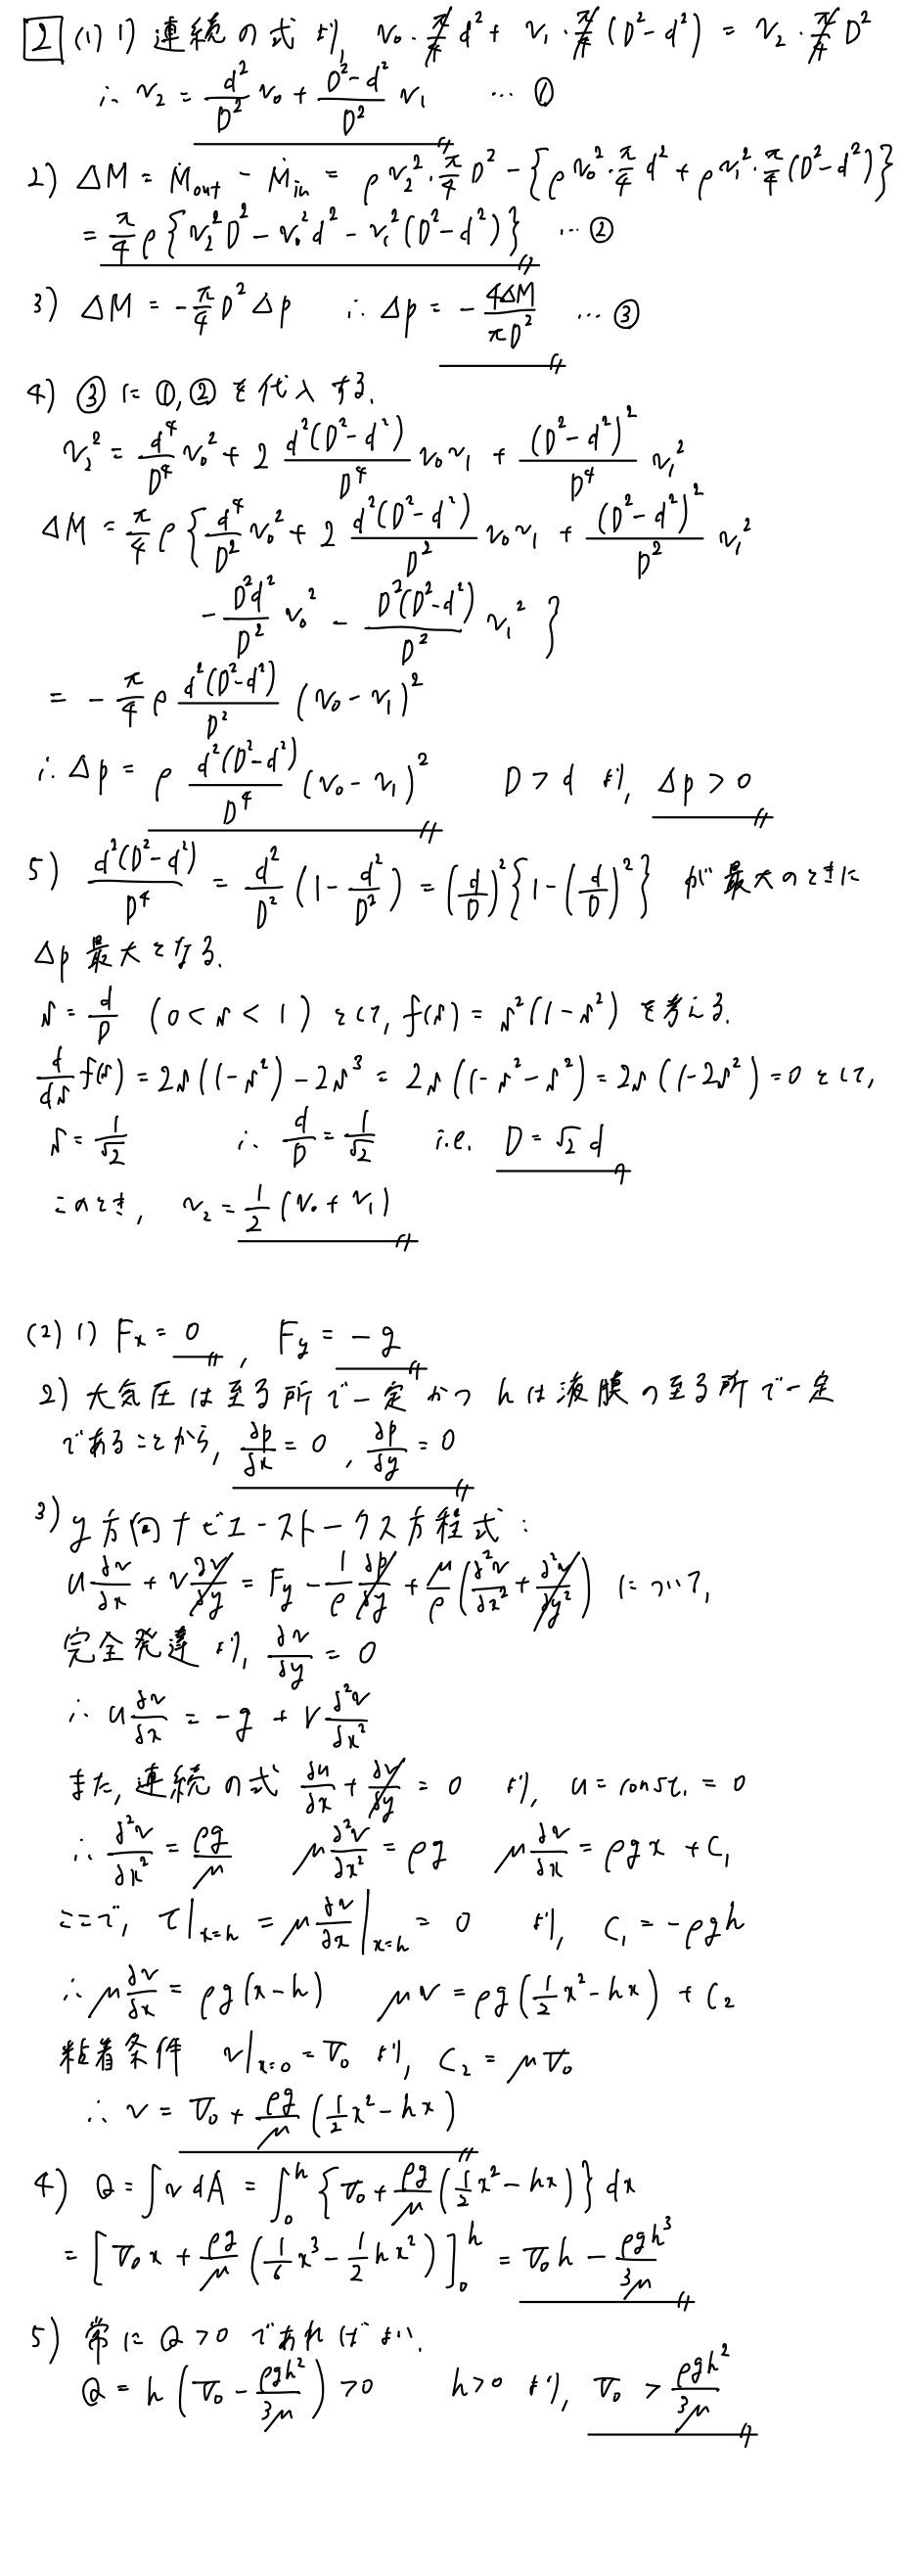 [2] (1) 1) 連続の式より, v₀·π/4 d² + v₁·π/4 (D²-d²) = v₂·π/4 D²
∴ v₂ = d²/D² v₀ + (D²-d²)/D² v₁ … ①
2) ΔM = Ṁout - Ṁin = ρv₂²·π/4 D² - {ρv₀²·π/4 d² + ρv₁²·π/4 (D²-d²)}
= π/4 ρ{v₂²D² - v₀²d² - v₁²(D²-d²)} … ②
3) ΔM = -π/4 D²Δp ∴ Δp = - 4ΔM/πD² … ③
4) ③に①,②を代入する.
v₂² = d⁴/D⁴ v₀² + 2 d²(D²-d²)/D⁴ v₀v₁ + (D²-d²)²/D⁴ v₁²
ΔM = π/4 ρ{d⁴/D² v₀² + 2 d²(D²-d²)/D² v₀v₁ + (D²-d²)²/D² v₁²
- D²d²/D² v₀² - D²(D²-d²)/D² v₁²}
= - π/4 ρ d²(D²-d²)/D² (v₀-v₁)²
∴ Δp = ρ d²(D²-d²)/D⁴ (v₀-v₁)² D>d より, Δp>0
5) d²(D²-d²)/D⁴ = d²/D² (1-d²/D²) = (d/D)²{1-(d/D)²} が最大のときに
Δp最大となる.
r = d/D (0<r<1) として, f(r) = r²(1-r²) を考える.
d/dr f(r) = 2r(1-r²) - 2r³ = 2r(1-r²-r²) = 2r(1-2r²) = 0 として,
r = 1/√2 ∴ d/D = 1/√2 i.e. D = √2 d
このとき, v₂ = 1/2 (v₀+v₁)
(2) 1) Fx = 0 , Fy = -g
2) 大気圧は至る所で一定かつhは液膜の至る所で一定
であることから, ∂p/∂x = 0 , ∂p/∂y = 0
3) y方向ナビエ-ストークス方程式:
u ∂v/∂x + v ∂v/∂y = Fy - 1/ρ ∂p/∂y + μ/ρ (∂²v/∂x² + ∂²v/∂y²) について,
完全発達より, ∂v/∂y = 0
∴ u ∂v/∂x = -g + ν ∂²v/∂x²
また, 連続の式 ∂u/∂x + ∂v/∂y = 0 より, u = const. = 0
∴ ∂²v/∂x² = ρg/μ μ ∂²v/∂x² = ρg μ ∂v/∂x = ρgx + C₁
ここで, τ|x=h = μ ∂v/∂x|x=h = 0 より, C₁ = -ρgh
∴ μ ∂v/∂x = ρg(x-h) μv = ρg(1/2 x² - hx) + C₂
粘着条件 v|x=0 = V₀ より, C₂ = μV₀
∴ v = V₀ + ρg/μ (1/2 x² - hx)
4) Q = ∫v dA = ∫₀ʰ {V₀ + ρg/μ (1/2 x² - hx)} dx
= [V₀x + ρg/μ (1/6 x³ - 1/2 hx²)]₀ʰ = V₀h - ρgh³/3μ
5) 常にQ>0であればよい.
Q = h(V₀ - ρgh²/3μ) >0 h>0 より, V₀ > ρgh²/3μ